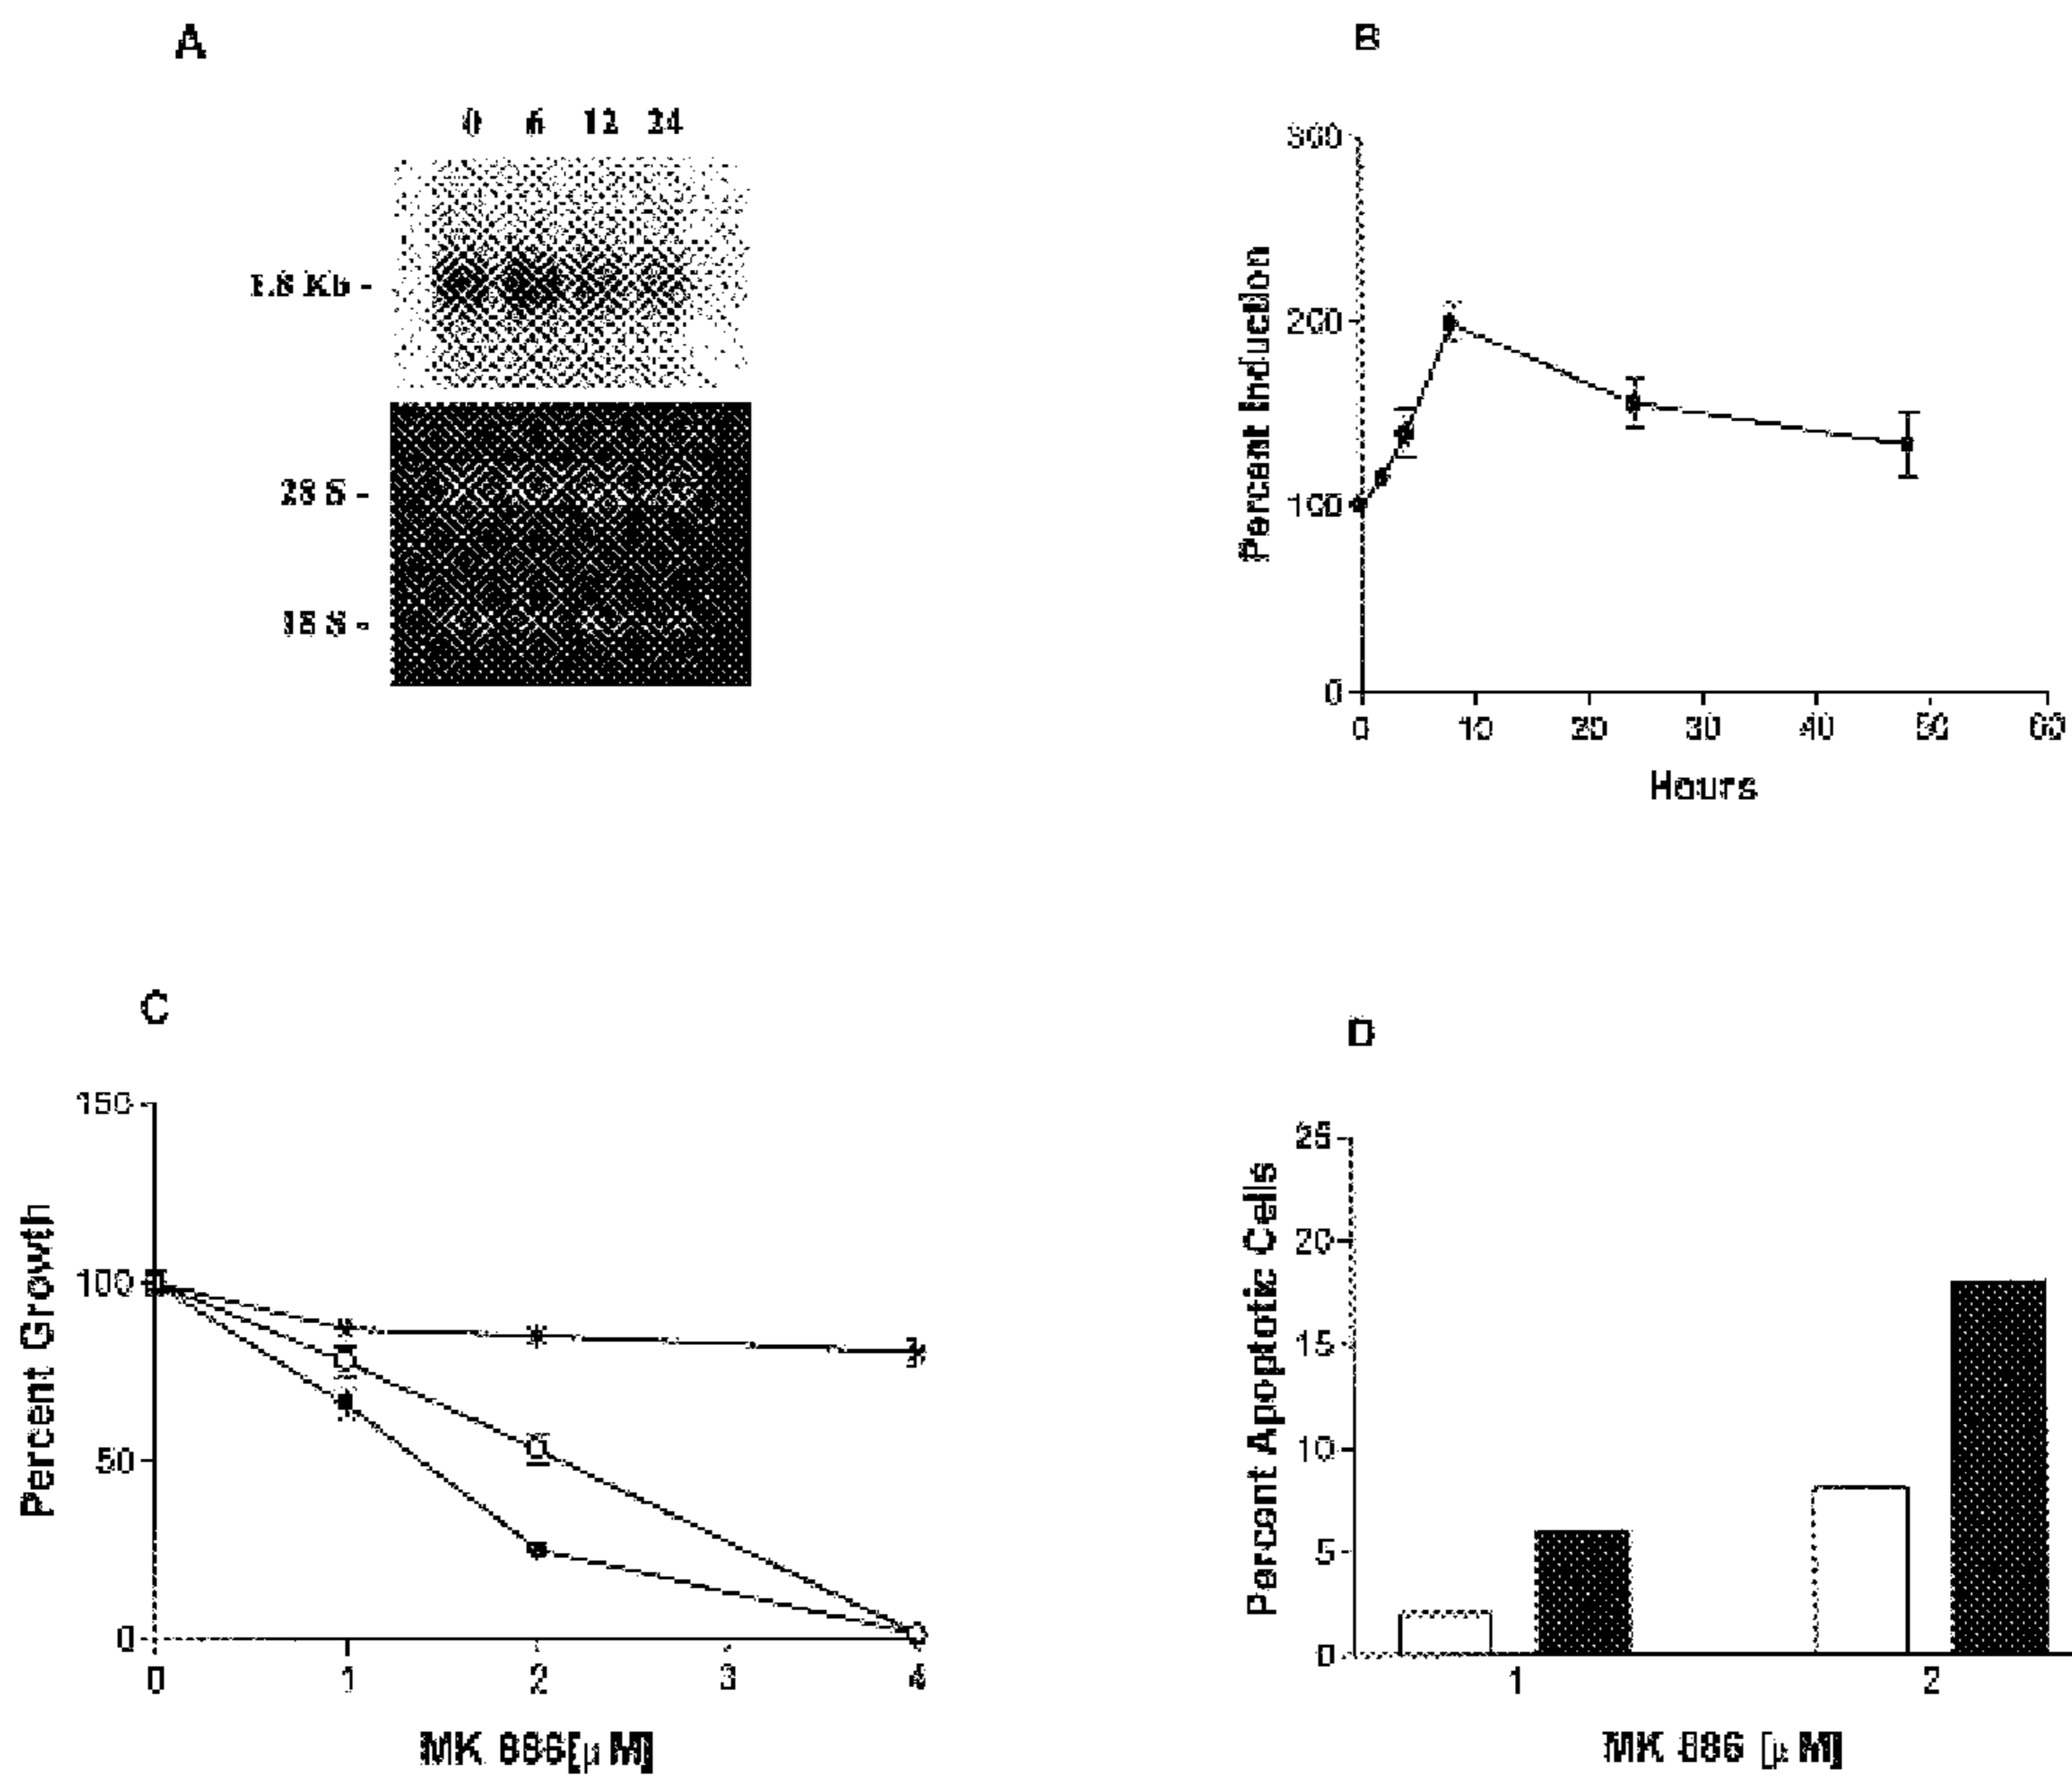 A
0 6 12 24
1.8 Kb -
28 S -
18 S -
B
Percent Induction
300
200
100
0
0 10 20 30 40 50 60
Hours
C
Percent Growth
150
100
50
0
0 1 2 3 4
MK 886[μM]
D
Percent Apoptotic Cells
25
20
15
10
5
0
1 2
MK 886 [μM]